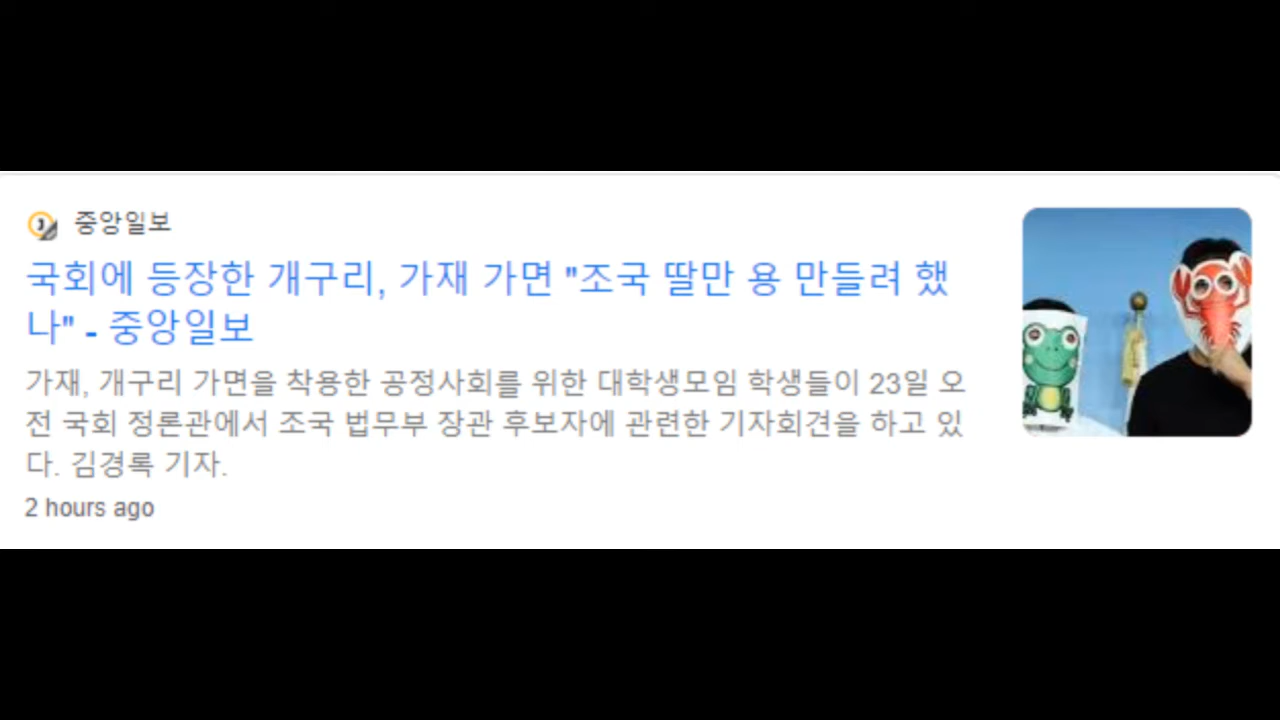 중앙일보
국회에 등장한 개구리, 가재 가면 "조국 딸만 용 만들려 했
나" - 중앙일보
가재, 개구리 가면을 착용한 공정사회를 위한 대학생모임 학생들이 23일 오
전 국회 정론관에서 조국 법무부 장관 후보자에 관련한 기자회견을 하고 있
다. 김경록 기자.
2 hours ago